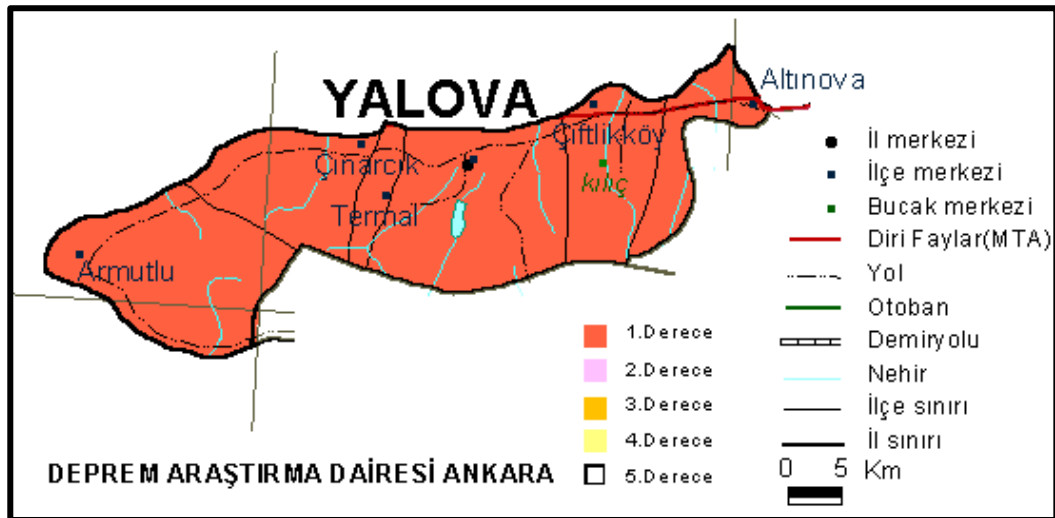 YALOVA
Altınova
Çiftlikköy
Çınarcık
kılıç
Termal
Armutlu
İl merkezi
İlçe merkezi
Bucak merkezi
Diri Faylar(MTA)
Yol
Otoban
Demiryolu
Nehir
İlçe sınırı
İl sınırı
0 5 Km
1.Derece
2.Derece
3.Derece
4.Derece
5.Derece
DEPREM ARAŞTIRMA DAİRESİ ANKARA